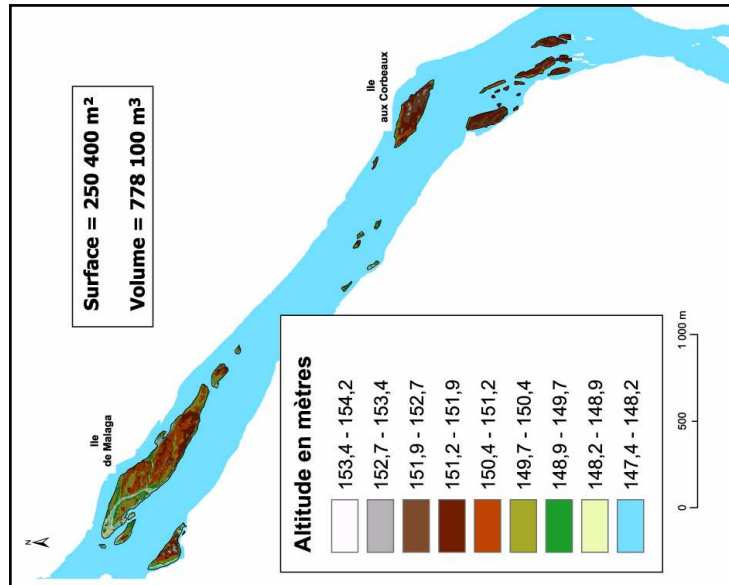 Surface = 250 400 m²
Volume = 778 100 m³
Ile
aux Corbeaux
Ile
de Malaga
N
Altitude en mètres
153,4 - 154,2
152,7 - 153,4
151,9 - 152,7
151,2 - 151,9
150,4 - 151,2
149,7 - 150,4
148,9 - 149,7
148,2 - 148,9
147,4 - 148,2
0 500 1 000 m